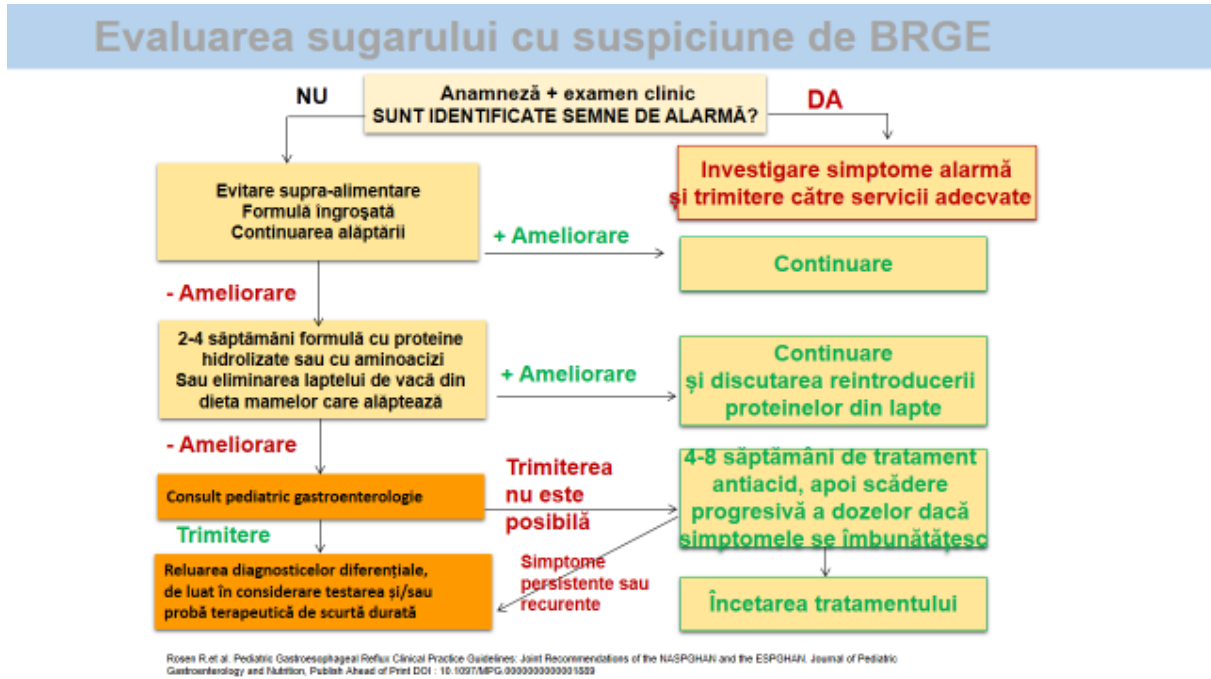 Evaluarea sugarului cu suspiciune de BRGE
NU
Anamneză + examen clinic
SUNT IDENTIFICATE SEMNE DE ALARMĂ?
DA
Investigare simptome alarmă
și trimitere către servicii adecvate
Evitare supra-alimentare
Formulă îngroşată
Continuarea alăptării
+ Ameliorare
Continuare
- Ameliorare
2-4 săptămâni formulă cu proteine
hidrolizate sau cu aminoacizi
Sau eliminarea laptelui de vacă din
dieta mamelor care alăptează
+ Ameliorare
Continuare
și discutarea reintroducerii
proteinelor din lapte
- Ameliorare
Consult pediatric gastroenterologie
Trimiterea
nu este
posibilă
4-8 săptămâni de tratament
antiacid, apoi scădere
progresivă a dozelor dacă
simptomele se îmbunătățesc
Trimitere
Reluarea diagnosticelor diferențiale,
de luat în considerare testarea și/sau
probă terapeutică de scurtă durată
Simptome
persistente sau
recurente
Încetarea tratamentului
Rosen R.et al. Pediatric Gastroesophageal Reflux Clinical Practice Guidelines: Joint Recommendations of the NASPGHAN and the ESPGHAN. Journal of Pediatric
Gastroenterology and Nutrition, Publish Ahead of Print DOI : 10.1097/MPG.0000000000001889